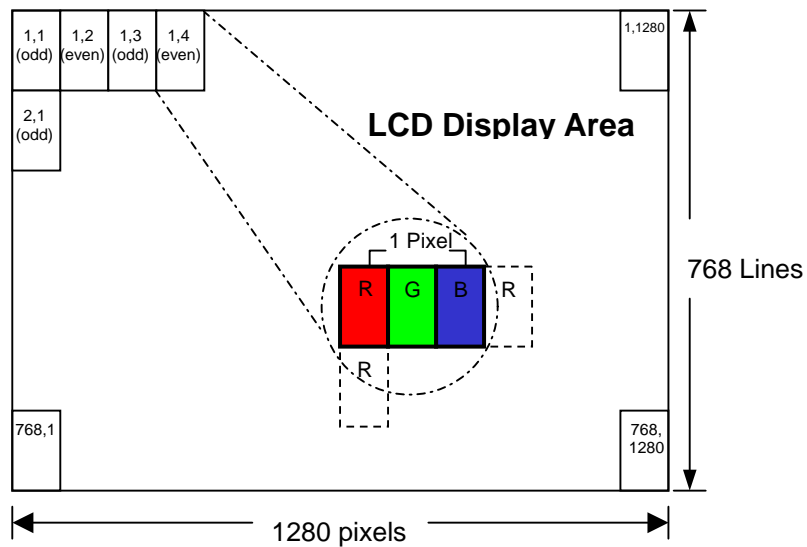 1,1
(odd)
1,2
(even)
1,3
(odd)
1,4
(even)
1,1280
2,1
(odd)
LCD Display Area
1 Pixel
R G B R
R
768 Lines
768,1
768,
1280
1280 pixels